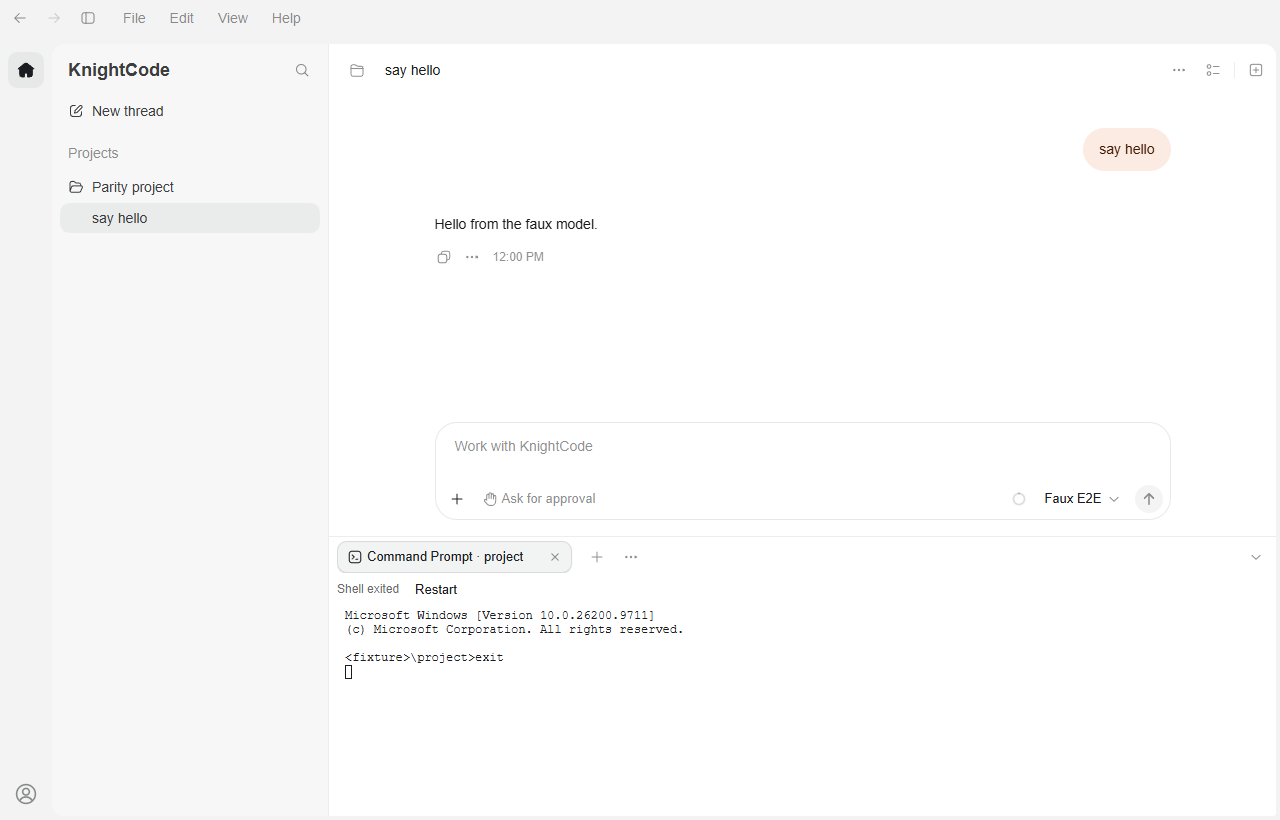 File Edit View Help
KnightCode
New thread
Projects
Parity project
say hello
say hello
say hello
Hello from the faux model.
12:00 PM
Work with KnightCode
Ask for approval
Faux E2E
Command Prompt · project
Shell exited Restart
Microsoft Windows [Version 10.0.26200.9711]
(c) Microsoft Corporation. All rights reserved.
<fixture>\project>exit